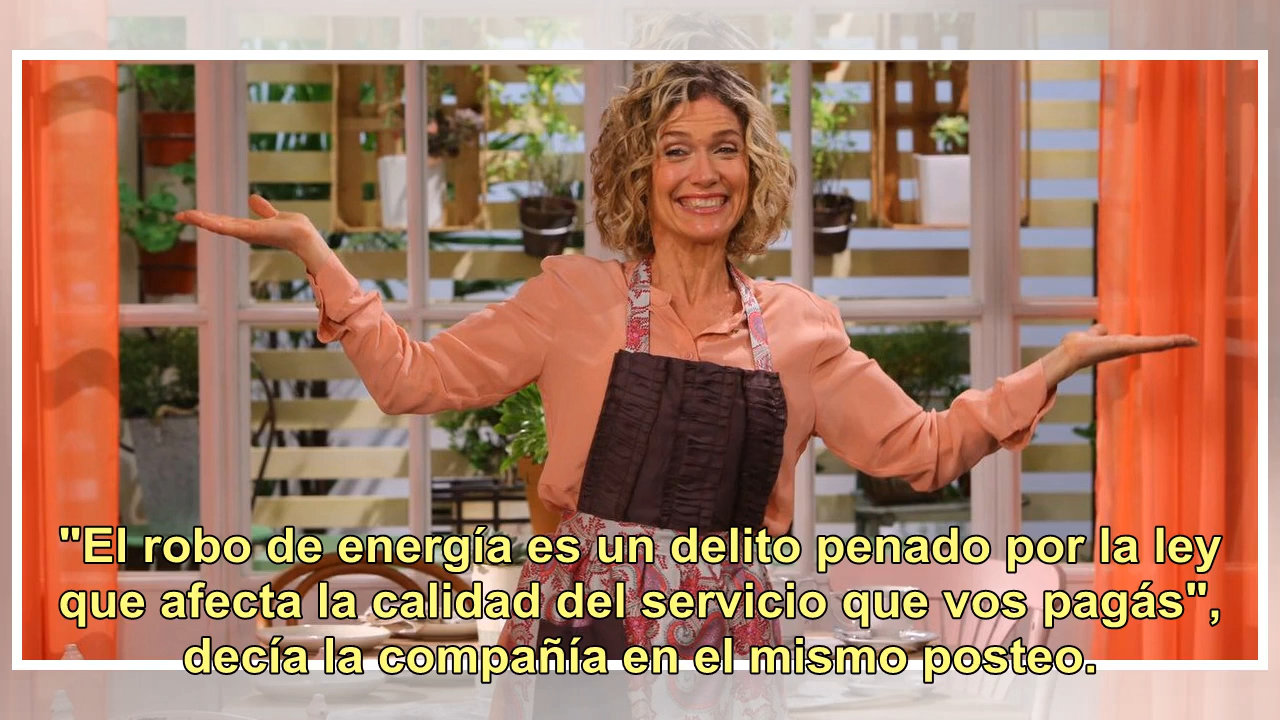 "El robo de energía es un delito penado por la ley
que afecta la calidad del servicio que vos pagás",
decía la compañía en el mismo posteo.